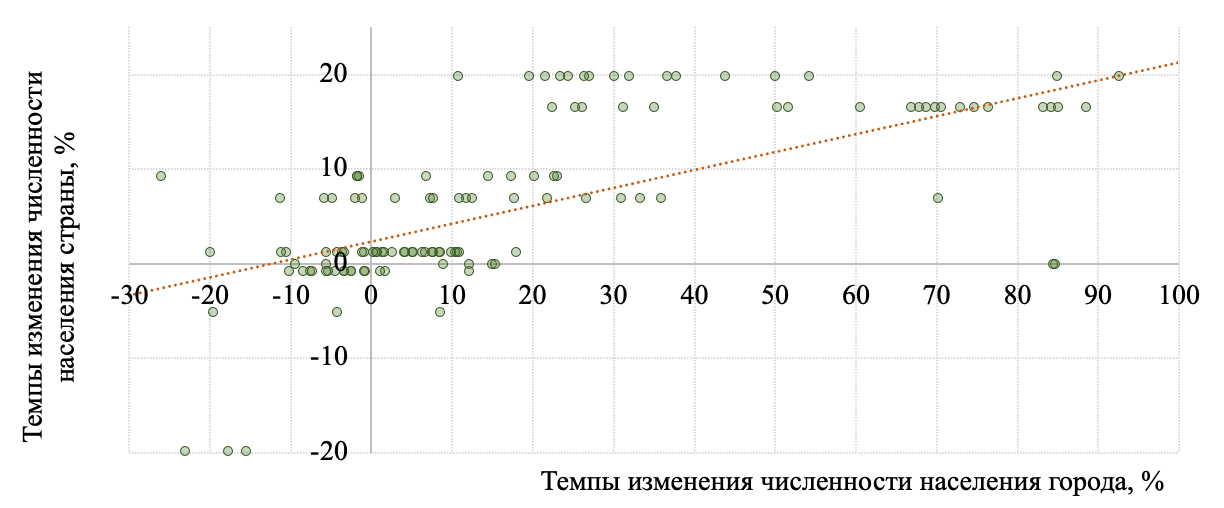 Темпы изменения численности
населения страны, %
20
10
0
-10
-20
-30 -20 -10 0 10 20 30 40 50 60 70 80 90 100
Темпы изменения численности населения города, %